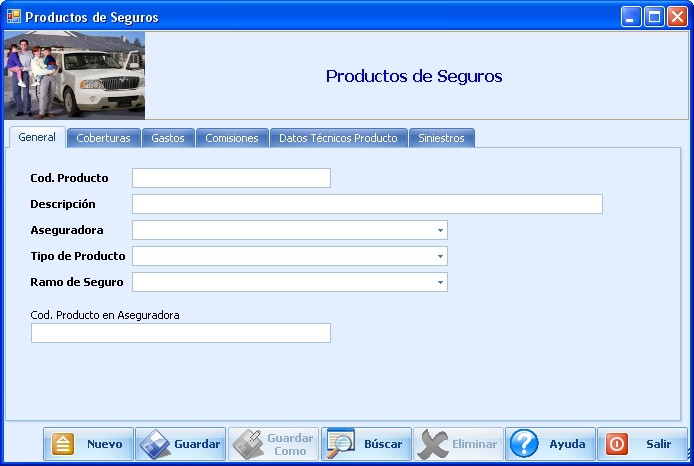 Productos de Seguros
Productos de Seguros
General Coberturas Gastos Comisiones Datos Técnicos Producto Siniestros
Cod. Producto
Descripción
Aseguradora
Tipo de Producto
Ramo de Seguro
Cod. Producto en Aseguradora
Nuevo Guardar Guardar Como Búscar Eliminar Ayuda Salir